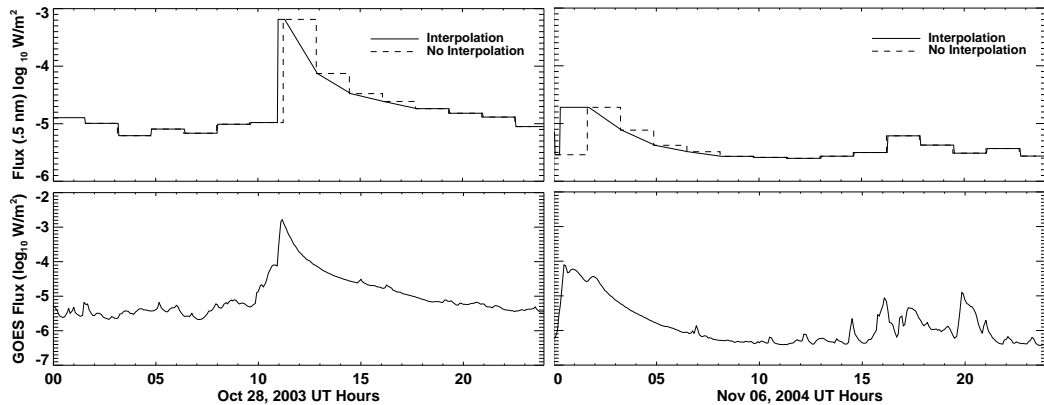 -3
-4
-5
-6
Flux (.5 nm) log 10 W/m2
Interpolation
No Interpolation
Interpolation
No Interpolation
-2
-3
-4
-5
-6
-7
GOES Flux (log10 W/m2)
00 05 10 15 20
Oct 28, 2003 UT Hours
0 05 10 15 20
Nov 06, 2004 UT Hours